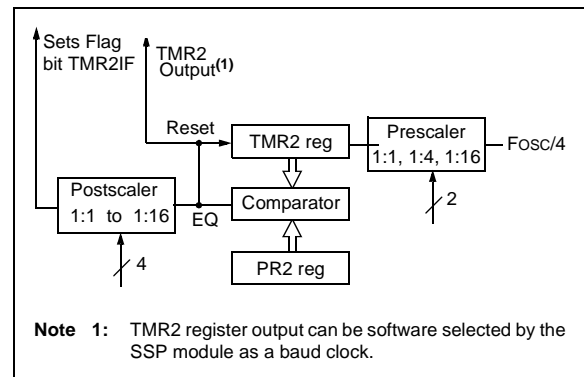 Sets Flag
bit TMR2IF
TMR2
Output(1)
Reset
TMR2 reg
Prescaler
1:1, 1:4, 1:16
FOSC/4
2
Postscaler
1:1 to 1:16
EQ
Comparator
4
PR2 reg
Note 1: TMR2 register output can be software selected by the
SSP module as a baud clock.